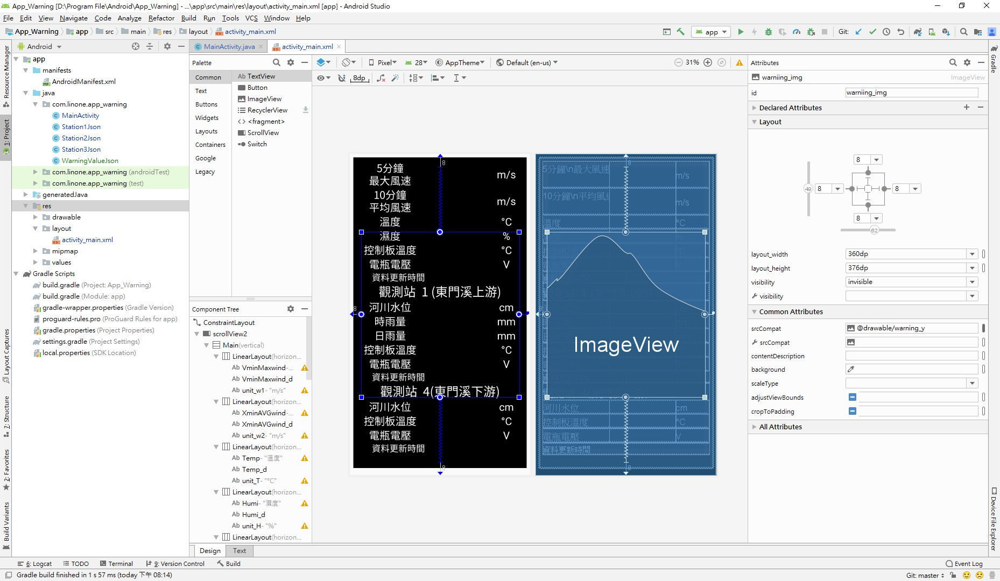 App_Warning [D:\Program File\Android\App_Warning] - ...\app\src\main\res\layout\activity_main.xml [app] - Android Studio
File Edit View Navigate Code Analyze Refactor Build Run Tools VCS Window Help
App_Warning app src main res layout activity_main.xml
app
Git:
Resource Manager
1: Project
Layout Captures
7: Structure
2: Favorites
Build Variants
Android
app
manifests
AndroidManifest.xml
java
com.linone.app_warning
MainActivity
Station1Json
Station2Json
Station3Json
WarningValueJson
com.linone.app_warning (androidTest)
com.linone.app_warning (test)
generatedJava
res
drawable
layout
activity_main.xml
mipmap
values
Gradle Scripts
build.gradle (Project: App_Warning)
build.gradle (Module: app)
gradle-wrapper.properties (Gradle Version)
proguard-rules.pro (ProGuard Rules for app)
gradle.properties (Project Properties)
settings.gradle (Project Settings)
local.properties (SDK Location)
MainActivity.java
activity_main.xml
Palette
Common
Text
Buttons
Widgets
Layouts
Containers
Google
Legacy
Ab TextView
Button
ImageView
RecyclerView
<> <fragment>
ScrollView
Switch
Component Tree
ConstraintLayout
scrollView2
Main(vertical)
LinearLayout(horizon...
Ab VminMaxwind-...
Ab VminMaxwind_d
Ab unit_w1- "m/s"
LinearLayout(horizon...
Ab XminAVGwind-...
Ab XminAVGwind_d
Ab unit_w2- "m/s"
LinearLayout(horizon...
Ab Temp- "溫度"
Ab Temp_d
Ab unit_T- "°C"
LinearLayout(horizon...
Ab Humi- "濕度"
Ab Humi_d
Ab unit_H- "%"
LinearLayout(horizon...
Pixel 28 AppTheme Default (en-us) 31%
8dp
8
5分鐘
最大風速 m/s
10分鐘
平均風速 m/s
溫度 °C
濕度 %
控制板溫度 °C
電瓶電壓 V
資料更新時間
觀測站 1 (東門溪上游)
8
河川水位 cm
時雨量 mm
日雨量 mm
控制板溫度 °C
電瓶電壓 V
資料更新時間
觀測站 4(東門溪下游)
河川水位 cm
控制板溫度 °C
電瓶電壓 V
資料更新時間
8
8
5分鐘\n最大風速 m/s
10分鐘\n平均風速 m/s
溫度 °C
ImageView
河川水位 cm
控制板溫度 °C
電瓶電壓 V
資料更新時間
8
Attributes
warniing_img ImageView
id warniing_img
Declared Attributes
Layout
8
49 8 8
8
62
layout_width 360dp
layout_height 376dp
visibility invisible
visibility
Common Attributes
srcCompat @drawable/warning_y
srcCompat
contentDescription
background
scaleType
adjustViewBounds
cropToPadding
All Attributes
Gradle
Device File Explorer
Design Text
6: Logcat TODO Terminal 9: Version Control Build Event Log
Gradle build finished in 1 s 57 ms (today 下午 08:14) Git: master